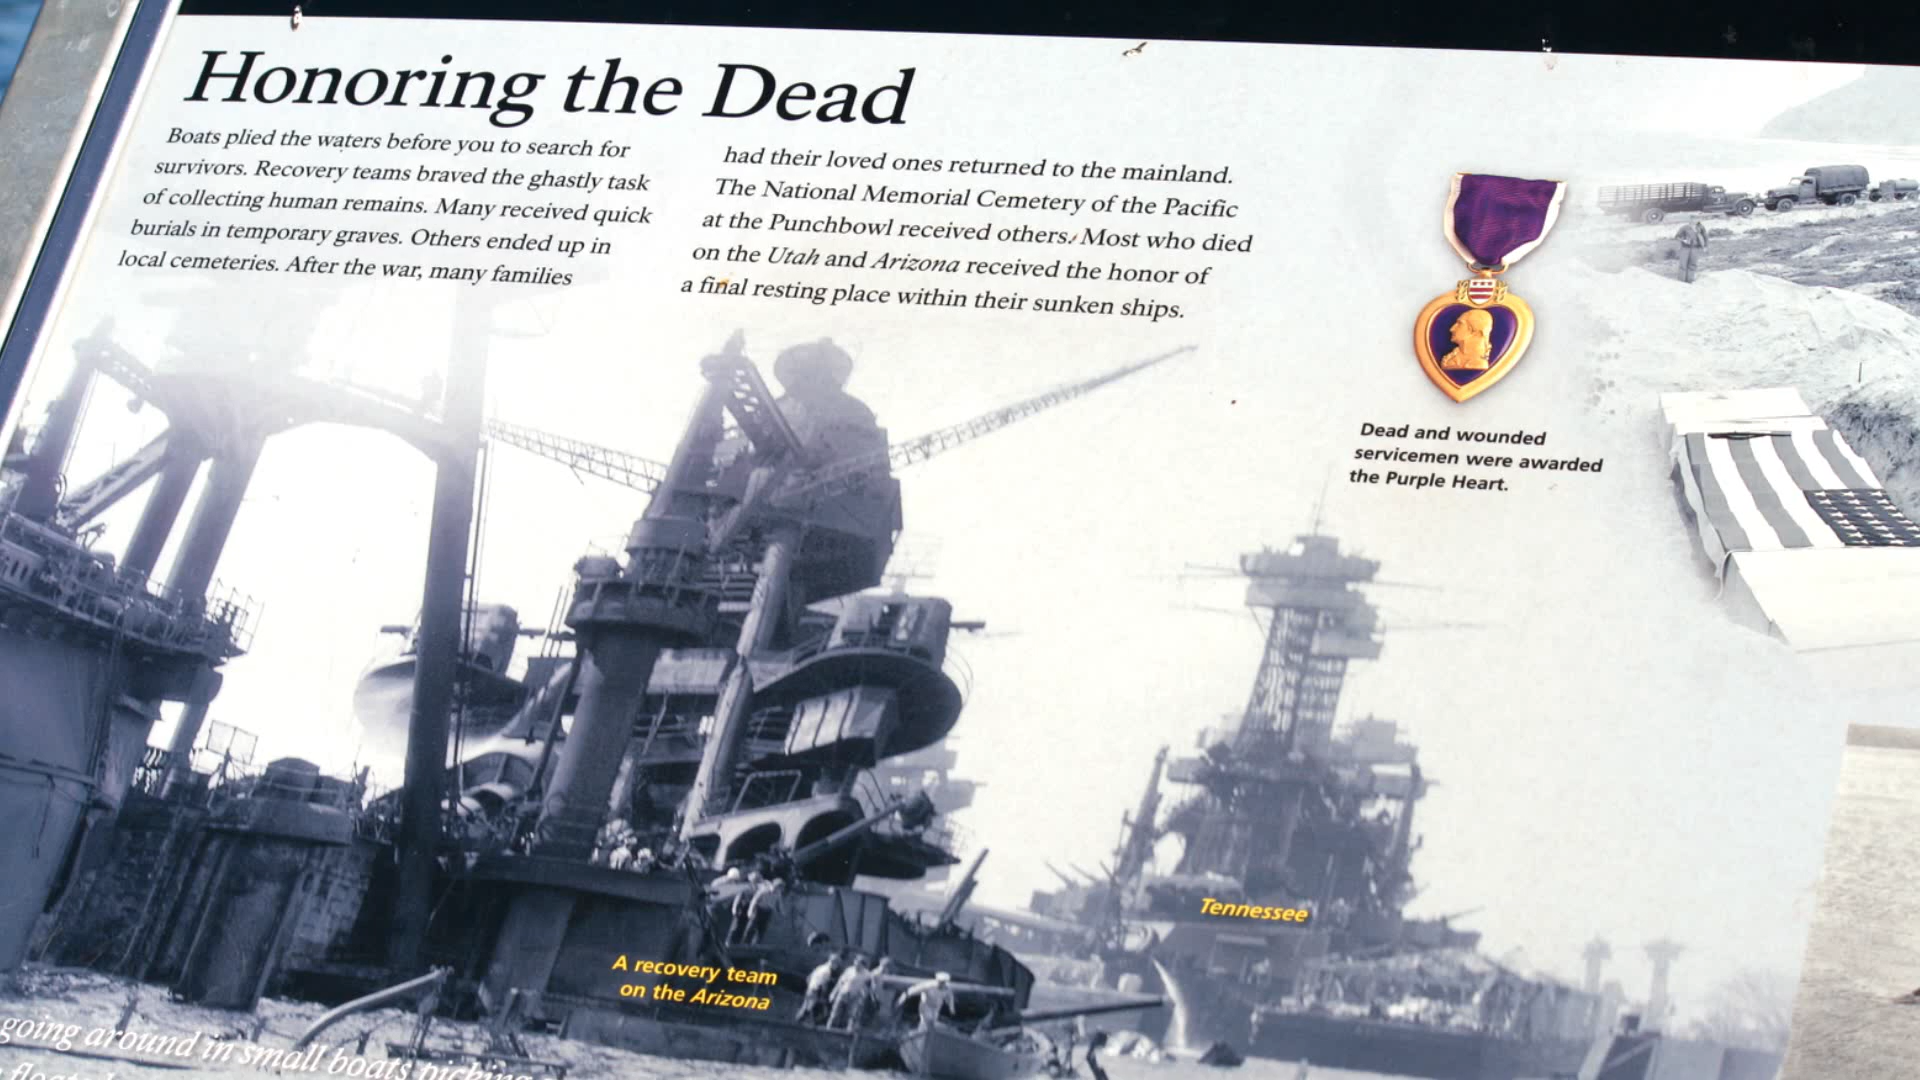 Honoring the Dead
Boats plied the waters before you to search for
survivors. Recovery teams braved the ghastly task
of collecting human remains. Many received quick
burials in temporary graves. Others ended up in
local cemeteries. After the war, many families
had their loved ones returned to the mainland.
The National Memorial Cemetery of the Pacific
at the Punchbowl received others. Most who died
on the Utah and Arizona received the honor of
a final resting place within their sunken ships.
Dead and wounded
servicemen were awarded
the Purple Heart.
Tennessee
A recovery team
on the Arizona
going around in small boats picking